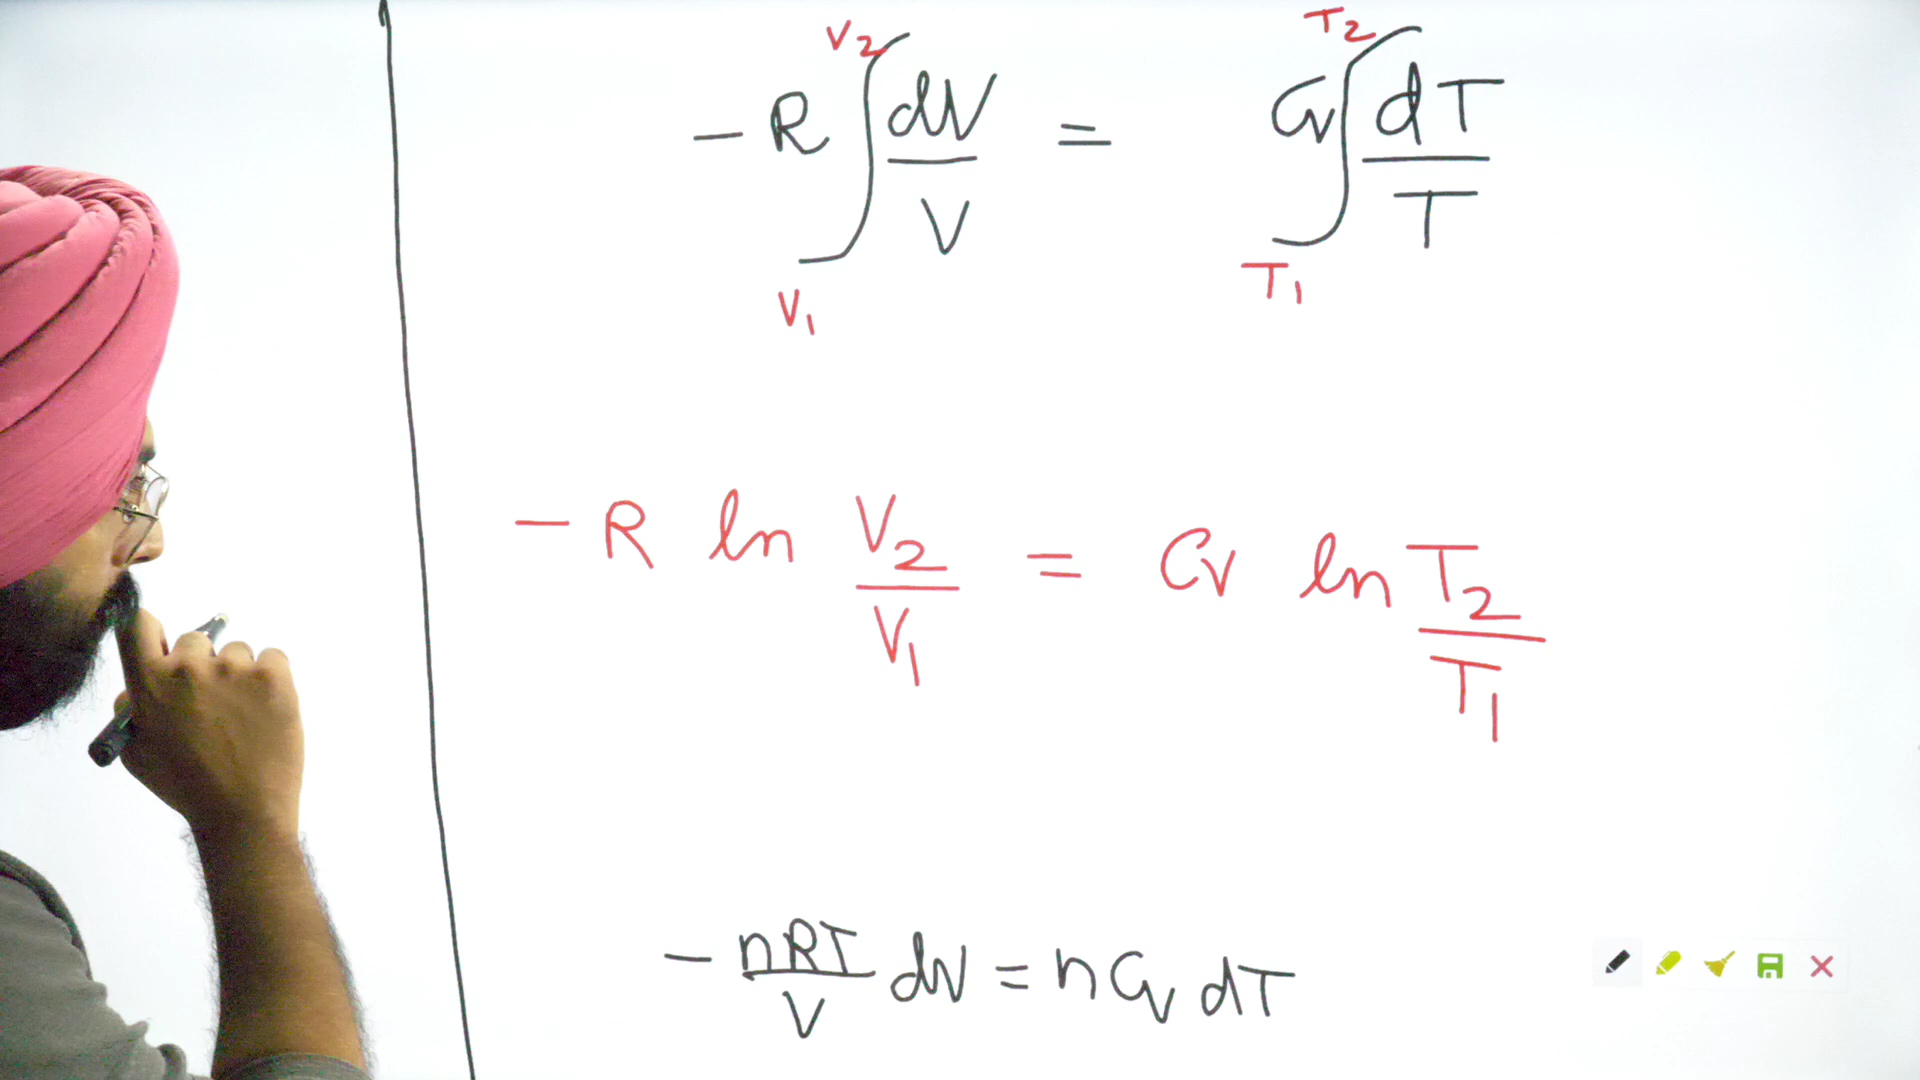 -R ∫_{V1}^{V2} dV/V = Cv ∫_{T1}^{T2} dT/T
-R ln V2/V1 = Cv ln T2/T1
-nRT/V dV = nCv dT